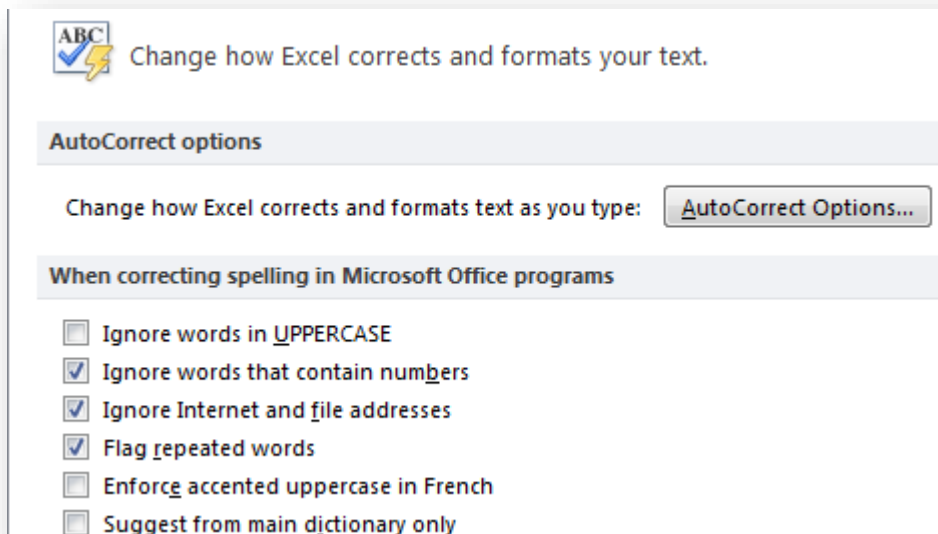 ABC
Change how Excel corrects and formats your text.
AutoCorrect options
Change how Excel corrects and formats text as you type: AutoCorrect Options...
When correcting spelling in Microsoft Office programs
Ignore words in UPPERCASE
Ignore words that contain numbers
Ignore Internet and file addresses
Flag repeated words
Enforce accented uppercase in French
Suggest from main dictionary only